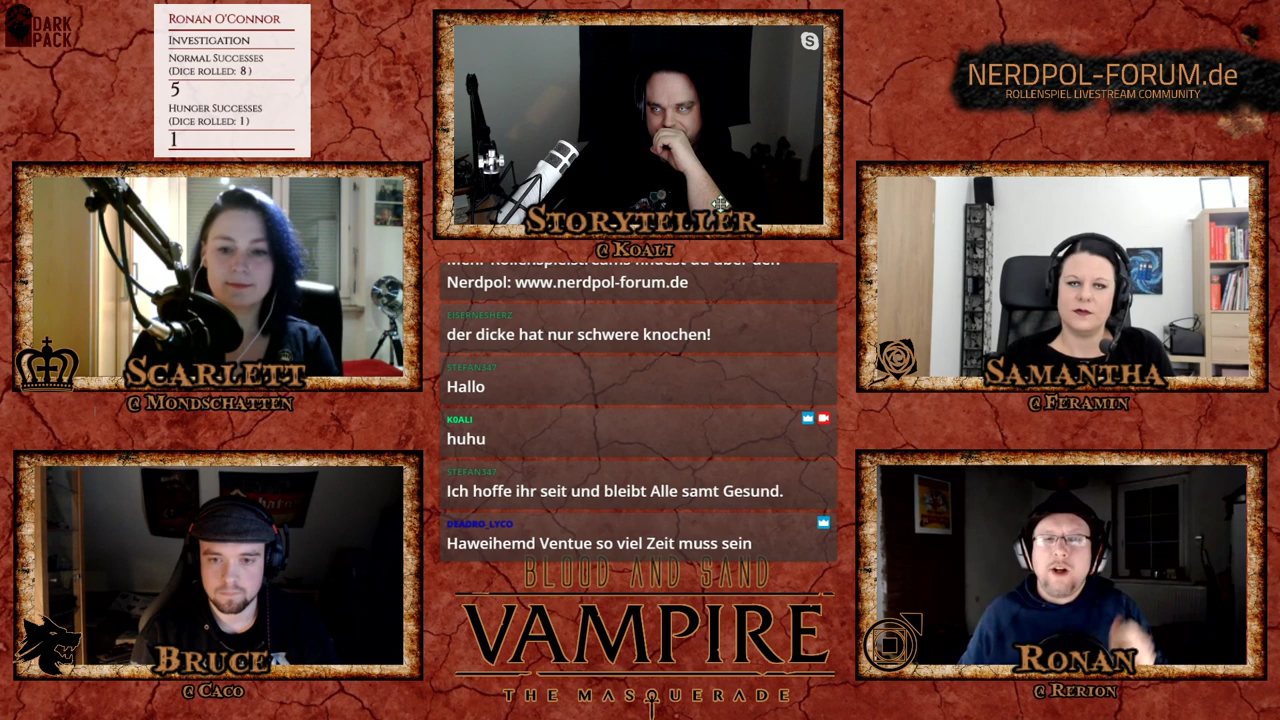 DARK
PACK
RONAN O'CONNOR
INVESTIGATION
NORMAL SUCCESSES
(DICE ROLLED: 8 )
5
HUNGER SUCCESSES
(DICE ROLLED: 1 )
1
STORYTELLER
@ KOALI
NERDPOL-FORUM.de
ROLLENSPIEL LIVESTREAM COMMUNITY
SCARLETT
@ MONDSCHATTEN
Nerdpol: www.nerdpol-forum.de
EISERNESHERZ
der dicke hat nur schwere knochen!
STEFAN347
Hallo
K0ALI
huhu
STEFAN347
Ich hoffe ihr seit und bleibt Alle samt Gesund.
DEADRO_LYCO
Haweihemd Ventue so viel Zeit muss sein
SAMANTHA
@ FERAMIN
BRUCE
@ CACO
BLOOD AND SAND
VAMPIRE
THE MASQUERADE
RONAN
@ RERION